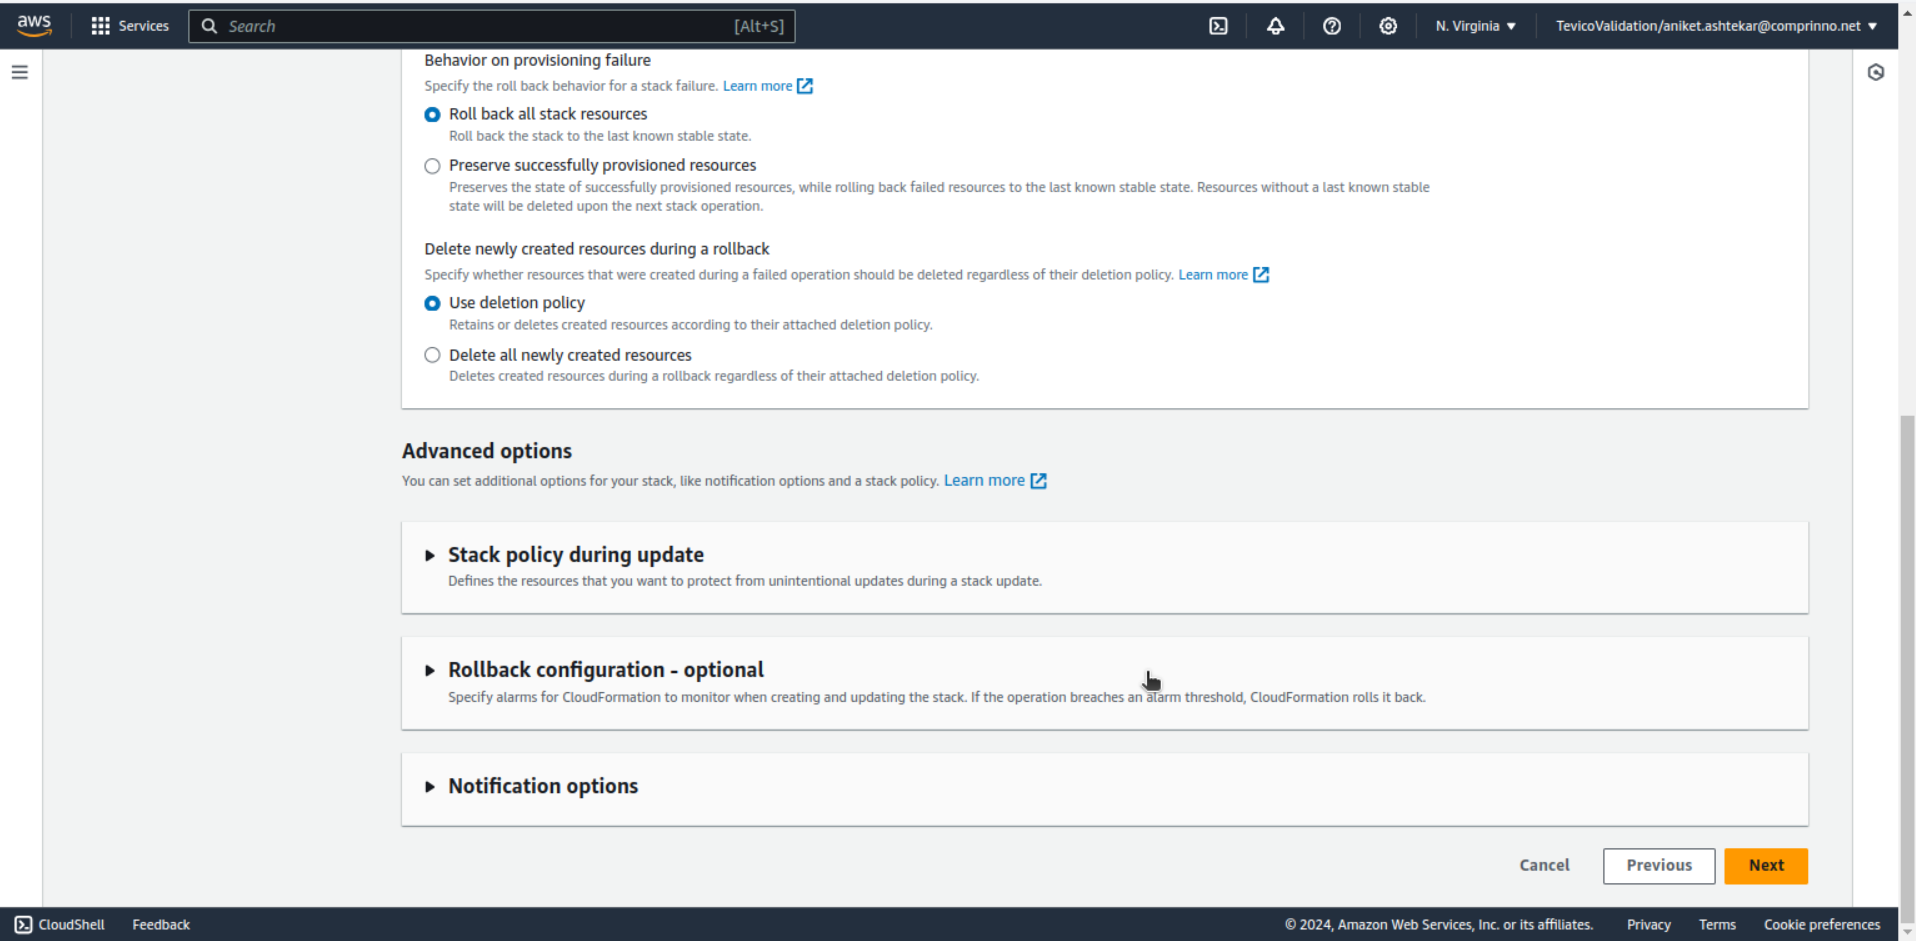 aws
Services
Search
[Alt+S]
N. Virginia
TevicoValidation/aniket.ashtekar@comprinno.net
Behavior on provisioning failure
Specify the roll back behavior for a stack failure. Learn more
Roll back all stack resources
Roll back the stack to the last known stable state.
Preserve successfully provisioned resources
Preserves the state of successfully provisioned resources, while rolling back failed resources to the last known stable state. Resources without a last known stable
state will be deleted upon the next stack operation.
Delete newly created resources during a rollback
Specify whether resources that were created during a failed operation should be deleted regardless of their deletion policy. Learn more
Use deletion policy
Retains or deletes created resources according to their attached deletion policy.
Delete all newly created resources
Deletes created resources during a rollback regardless of their attached deletion policy.
Advanced options
You can set additional options for your stack, like notification options and a stack policy. Learn more
Stack policy during update
Defines the resources that you want to protect from unintentional updates during a stack update.
Rollback configuration - optional
Specify alarms for CloudFormation to monitor when creating and updating the stack. If the operation breaches an alarm threshold, CloudFormation rolls it back.
Notification options
Cancel
Previous
Next
CloudShell
Feedback
© 2024, Amazon Web Services, Inc. or its affiliates.
Privacy
Terms
Cookie preferences